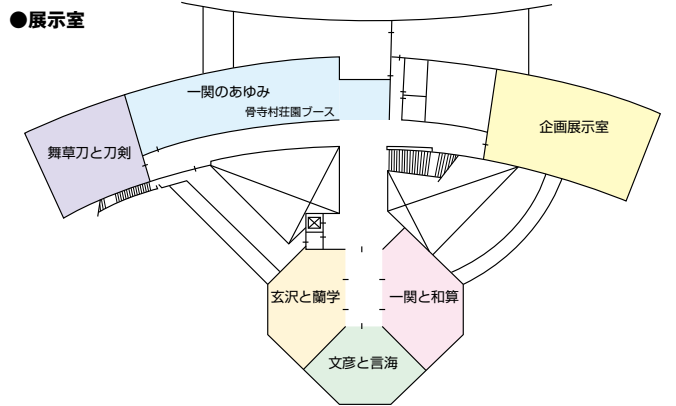 ●展示室
一関のあゆみ
骨寺村荘園ブース
舞草刀と刀剣
企画展示室
玄沢と蘭学
一関と和算
文彦と言海